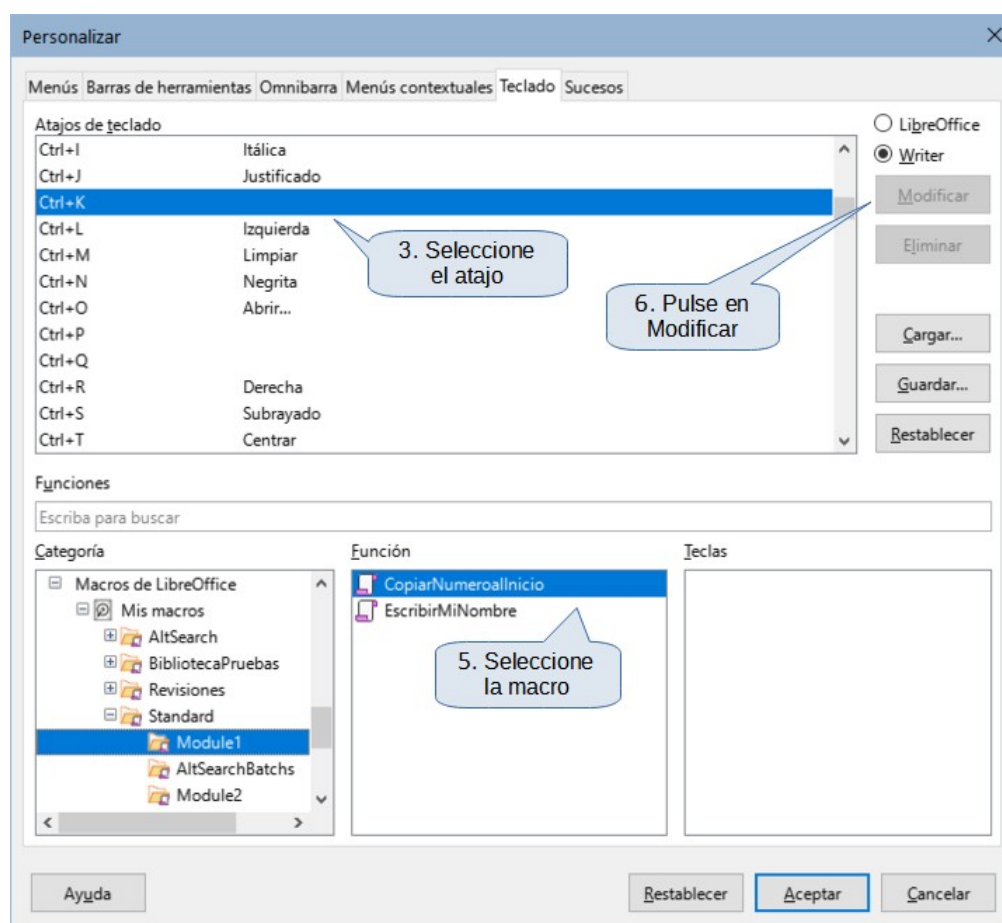 Personalizar
Menús Barras de herramientas Omnibarra Menús contextuales Teclado Sucesos
Atajos de teclado
Ctrl+I Itálica
Ctrl+J Justificado
Ctrl+K
Ctrl+L Izquierda
Ctrl+M Limpiar
Ctrl+N Negrita
Ctrl+O Abrir...
Ctrl+P
Ctrl+Q
Ctrl+R Derecha
Ctrl+S Subrayado
Ctrl+T Centrar
LibreOffice
Writer
Modificar
Eliminar
Cargar...
Guardar...
Restablecer
3. Seleccione
el atajo
6. Pulse en
Modificar
Funciones
Escriba para buscar
Categoría
Macros de LibreOffice
Mis macros
AltSearch
BibliotecaPruebas
Revisiones
Standard
Module1
AltSearchBatchs
Module2
Función
CopiarNumeroalInicio
EscribirMiNombre
5. Seleccione
la macro
Teclas
Ayuda
Restablecer
Aceptar
Cancelar